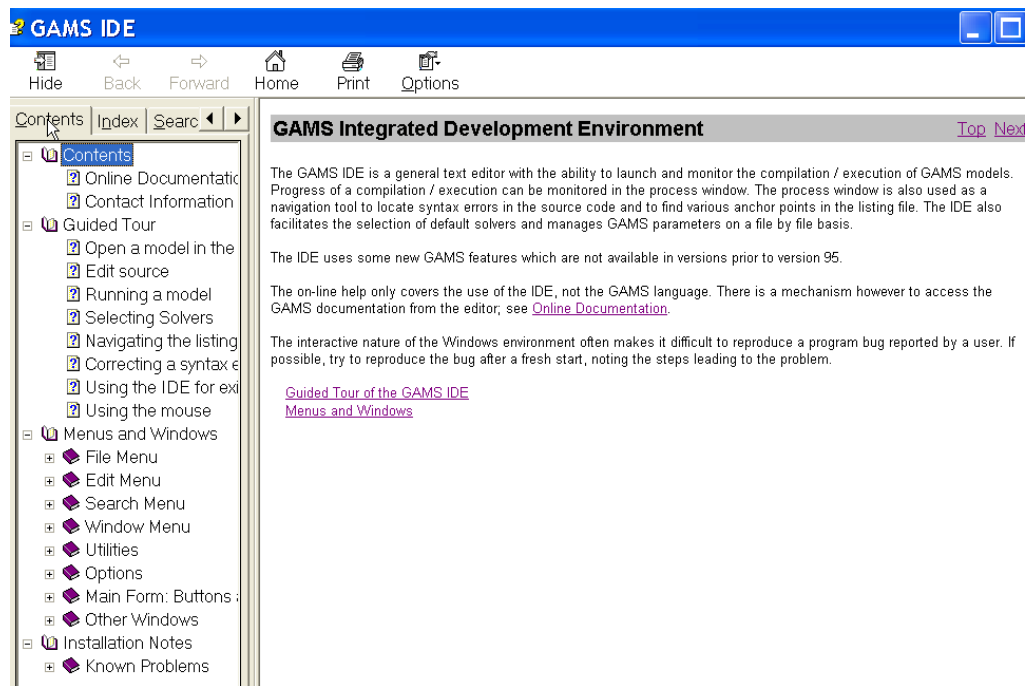 GAMS IDE
Hide Back Forward Home Print Options
Contents Index Searc
Contents
Online Documentatic
Contact Information
Guided Tour
Open a model in the
Edit source
Running a model
Selecting Solvers
Navigating the listing
Correcting a syntax e
Using the IDE for exi
Using the mouse
Menus and Windows
File Menu
Edit Menu
Search Menu
Window Menu
Utilities
Options
Main Form: Buttons
Other Windows
Installation Notes
Known Problems
GAMS Integrated Development Environment Top Next
The GAMS IDE is a general text editor with the ability to launch and monitor the compilation / execution of GAMS models.
Progress of a compilation / execution can be monitored in the process window. The process window is also used as a
navigation tool to locate syntax errors in the source code and to find various anchor points in the listing file. The IDE also
facilitates the selection of default solvers and manages GAMS parameters on a file by file basis.
The IDE uses some new GAMS features which are not available in versions prior to version 95.
The on-line help only covers the use of the IDE, not the GAMS language. There is a mechanism however to access the
GAMS documentation from the editor; see Online Documentation.
The interactive nature of the Windows environment often makes it difficult to reproduce a program bug reported by a user. If
possible, try to reproduce the bug after a fresh start, noting the steps leading to the problem.
Guided Tour of the GAMS IDE
Menus and Windows